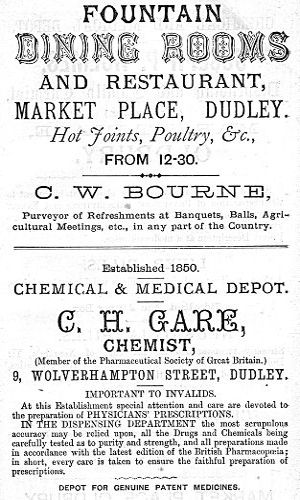 FOUNTAIN
DINING ROOMS
AND RESTAURANT,
MARKET PLACE, DUDLEY.
Hot Joints, Poultry, &c.,
FROM 12-30.
C. W. BOURNE,
Purveyor of Refreshments at Banquets, Balls, Agri-
cultural Meetings, etc., in any part of the Country.
Established 1850.
CHEMICAL & MEDICAL DEPOT.
C. H. GARE,
CHEMIST,
(Member of the Pharmaceutical Society of Great Britain.)
9, WOLVERHAMPTON STREET, DUDLEY.
IMPORTANT TO INVALIDS.
At this Establishment special attention and care are devoted to
the preparation of PHYSICIANS' PRESCRIPTIONS.
IN THE DISPENSING DEPARTMENT the most scrupulous
accuracy may be relied upon, all the Drugs and Chemicals being
carefully tested as to purity and strength, and all preparations made
in accordance with the latest edition of the British Pharmacopœia;
in short, every care is taken to ensure the faithful preparation of
prescriptions.
DEPOT FOR GENUINE PATENT MEDICINES.